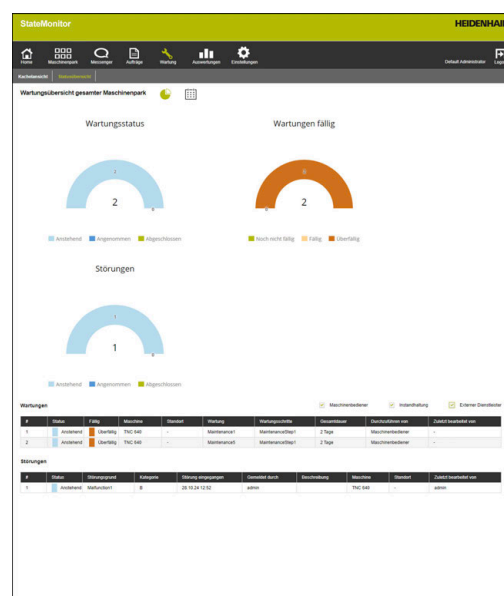 StateMonitor
HEIDENHAIN
Home Maschinenpark Messenger Aufträge Wartung Auswertungen Einstellungen Default Administrator
Kachelansicht Statusübersicht
Wartungsübersicht gesamter Maschinenpark
Wartungsstatus Wartungen fällig
2 2
Anstehend Angenommen Abgeschlossen Noch nicht fällig Fällig Überfällig
Störungen
1
Anstehend Angenommen Abgeschlossen
Wartungen Maschinenbediener Instandhaltung Externer Dienstleister
# Status Fällig Maschine Standort Wartung Wartungsschritte Gesamtdauer Durchzuführen von Zuletzt bearbeitet von
1 Anstehend Überfällig TNC 640 - Maintenance1 MaintenanceStep1 2 Tage Maschinenbediener -
2 Anstehend Überfällig TNC 640 - MaintenanceStep1 2 Tage Maschinenbediener -
Störungen
# Status Störungsgrund Kategorie Störung eingegangen Gemeldet durch Beschreibung Maschine Standort Zuletzt bearbeitet von
1 Anstehend Malfunction1 B 28.10.24 12:52 admin TNC 640 - admin